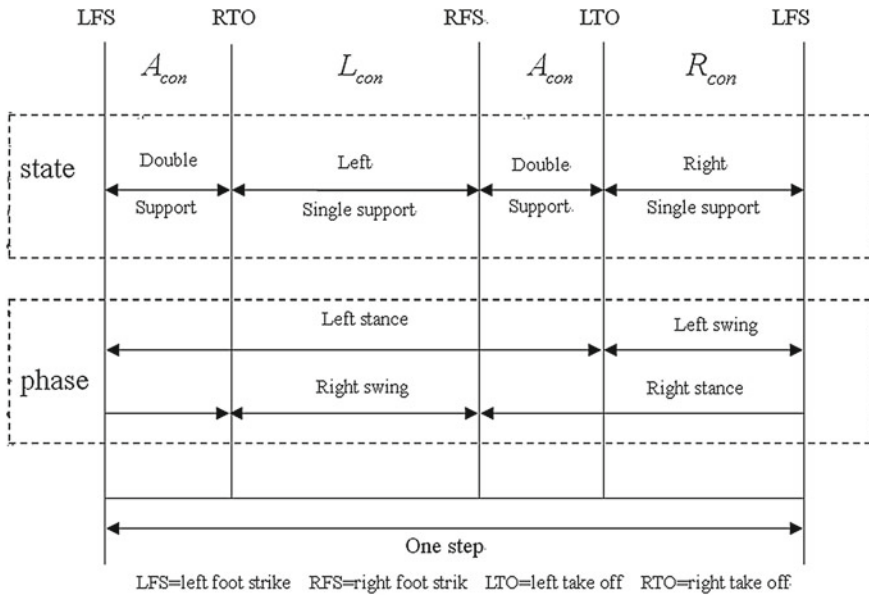 LFS RTO RFS LTO LFS
A_con L_con A_con R_con
state
Double Left Double Right
Support Single support Support Single support
Left stance Left swing
phase
Right swing Right stance
One step
LFS=left foot strike RFS=right foot strik LTO=left take off RTO=right take off